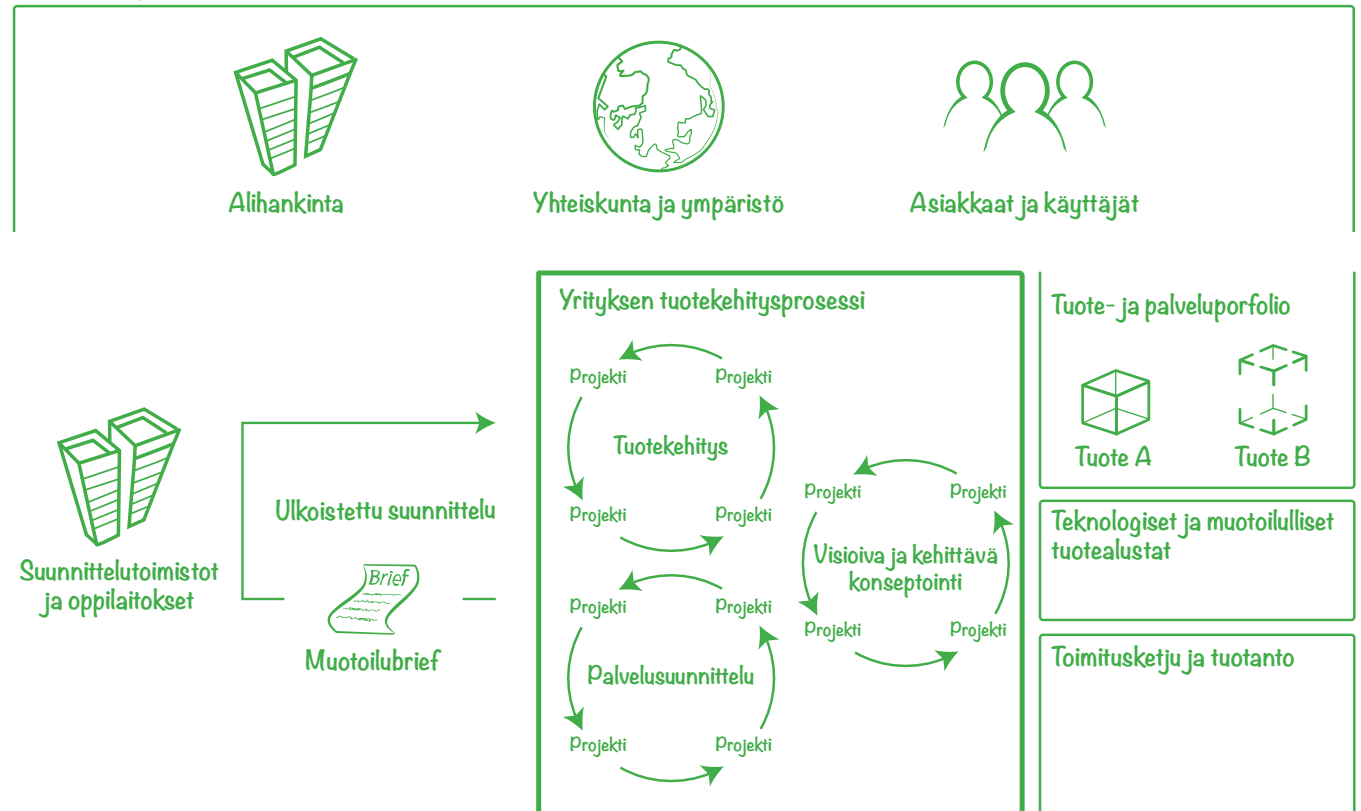 Alihankinta
Yhteiskunta ja ympäristö
Asiakkaat ja käyttäjät
Yrityksen tuotekehitysprosessi
Projekti
Projekti
Tuotekehitys
Projekti
Projekti
Projekti
Projekti
Visioiva ja kehittävä
konseptointi
Projekti
Projekti
Projekti
Projekti
Palvelusuunnittelu
Projekti
Projekti
Tuote- ja palveluporfolio
Tuote A
Tuote B
Teknologiset ja muotoilulliset
tuotealustat
Toimitusketju ja tuotanto
Suunnittelutoimistot
ja oppilaitokset
Ulkoistettu suunnittelu
Brief
Muotoilubrief